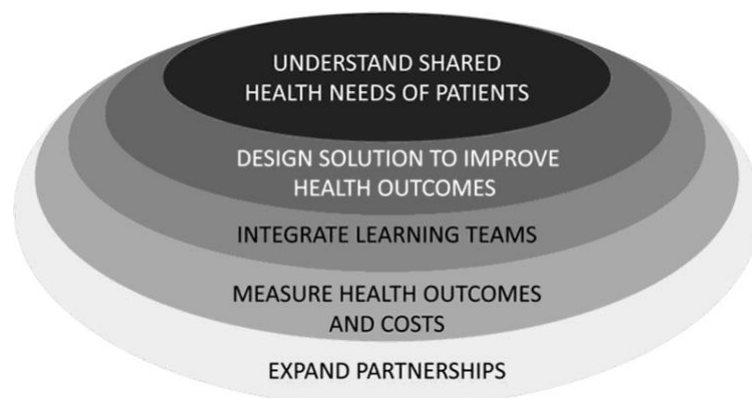 UNDERSTAND SHARED
HEALTH NEEDS OF PATIENTS
DESIGN SOLUTION TO IMPROVE
HEALTH OUTCOMES
INTEGRATE LEARNING TEAMS
MEASURE HEALTH OUTCOMES
AND COSTS
EXPAND PARTNERSHIPS